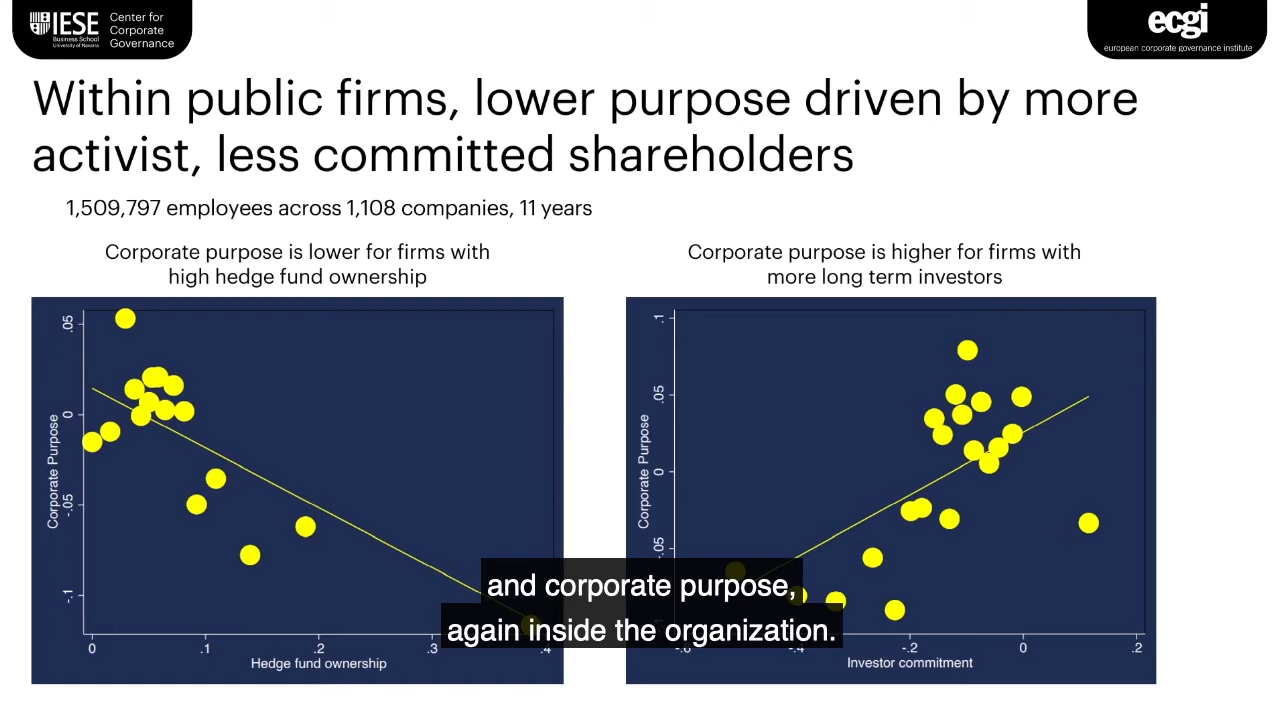 IESE
Business School
University of Navarra
Center for
Corporate
Governance
ecgi
european corporate governance institute
Within public firms, lower purpose driven by more
activist, less committed shareholders
1,509,797 employees across 1,108 companies, 11 years
Corporate purpose is lower for firms with
high hedge fund ownership
.05
0
-.05
-.1
Corporate Purpose
0
.1
.2
.3
.4
Hedge fund ownership
Corporate purpose is higher for firms with
more long term investors
.1
.05
0
-.05
Corporate Purpose
-.6
-.4
-.2
0
.2
Investor commitment
and corporate purpose,
again inside the organization.